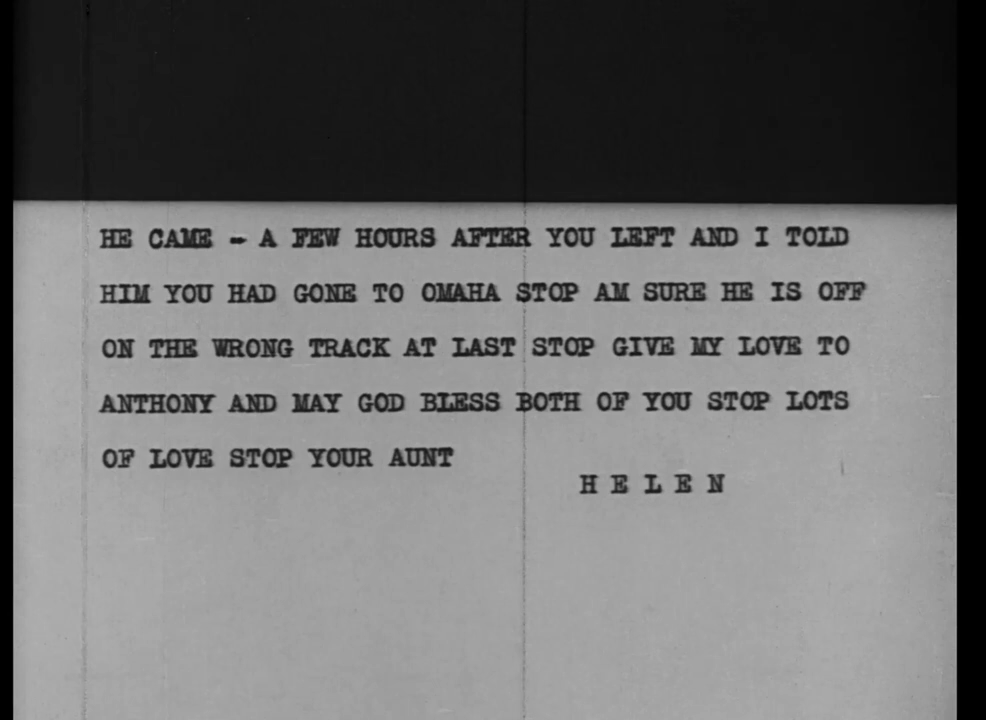 HE CAME - A FEW HOURS AFTER YOU LEFT AND I TOLD
HIM YOU HAD GONE TO OMAHA STOP AM SURE HE IS OFF
ON THE WRONG TRACK AT LAST STOP GIVE MY LOVE TO
ANTHONY AND MAY GOD BLESS BOTH OF YOU STOP LOTS
OF LOVE STOP YOUR AUNT
H E L E N